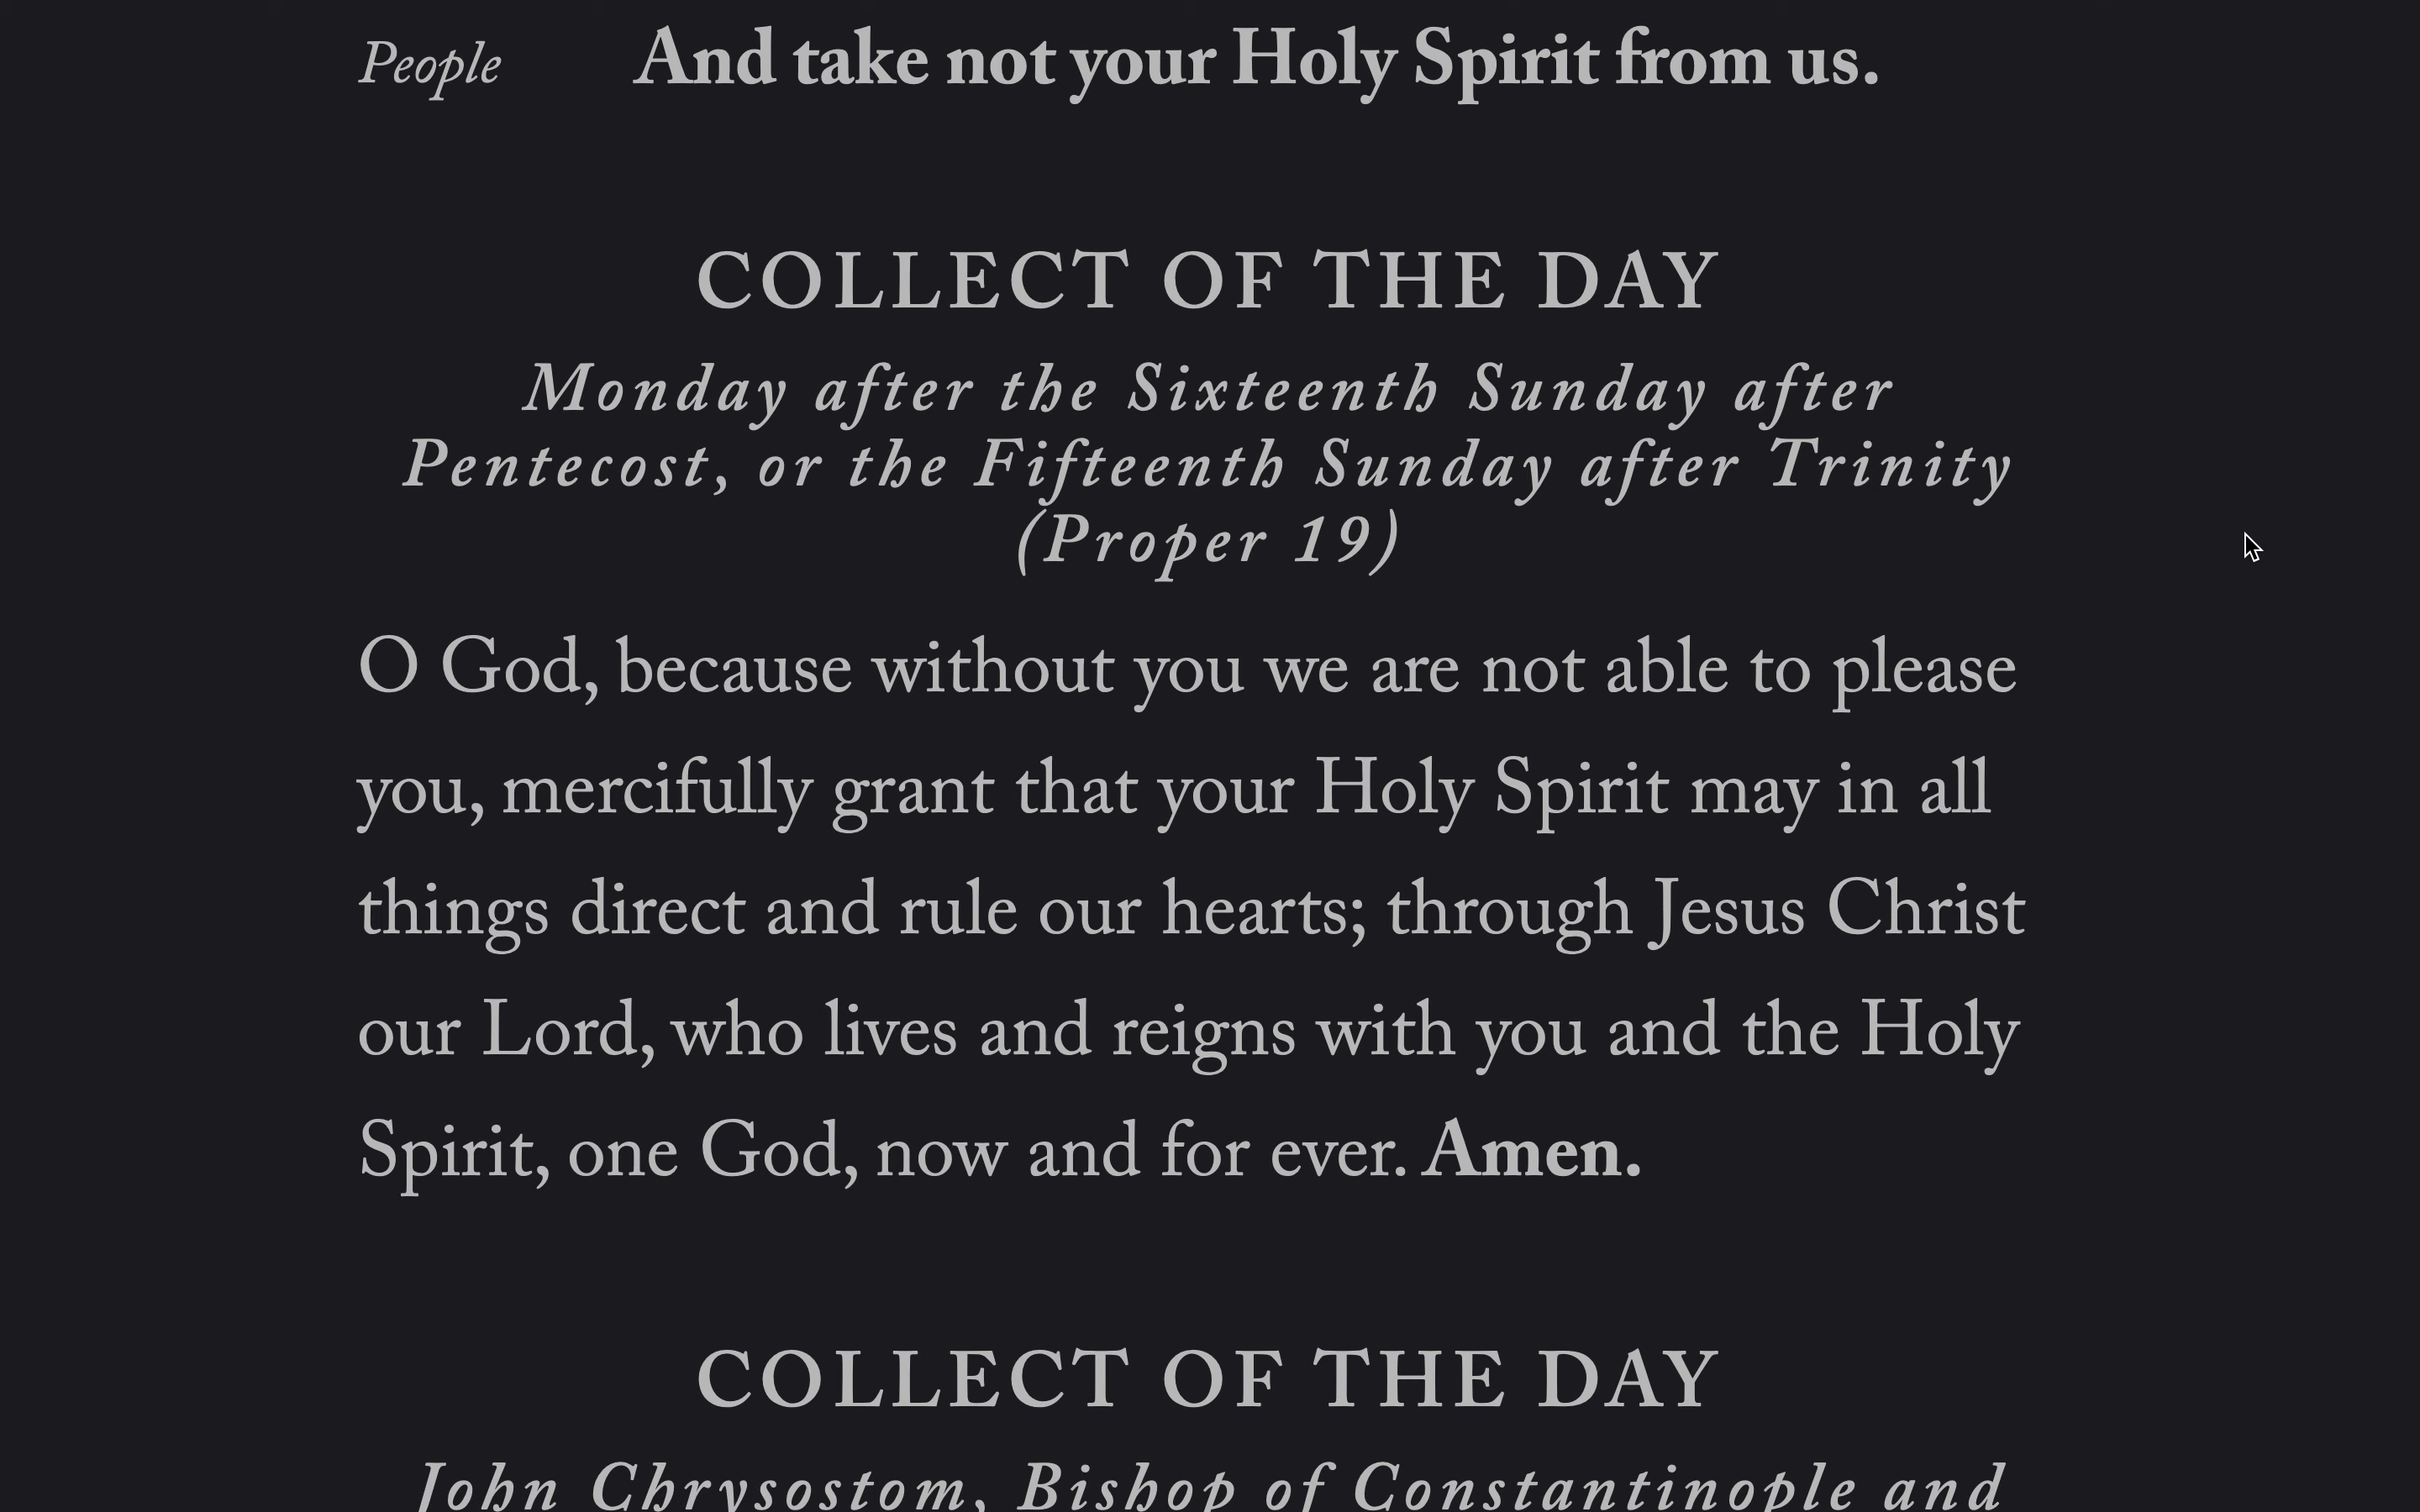 People And take not your Holy Spirit from us.
COLLECT OF THE DAY
Monday after the Sixteenth Sunday after
Pentecost, or the Fifteenth Sunday after Trinity
(Proper 19)
O God, because without you we are not able to please
you, mercifully grant that your Holy Spirit may in all
things direct and rule our hearts; through Jesus Christ
our Lord, who lives and reigns with you and the Holy
Spirit, one God, now and for ever. Amen.
COLLECT OF THE DAY
John Chrysostom, Bishop of Constantinople and